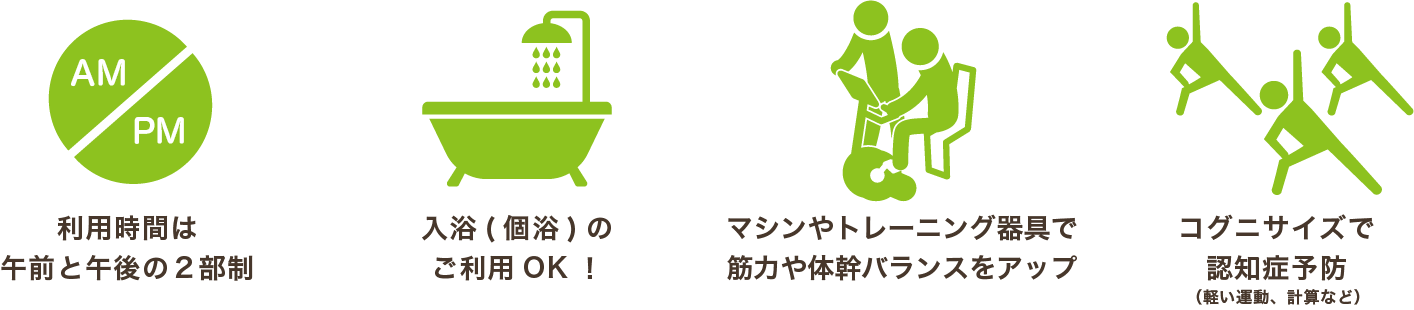 AM
PM
利用時間は
午前と午後の２部制
入浴(個浴)の
ご利用OK！
マシンやトレーニング器具で
筋力や体幹バランスをアップ
コグニサイズで
認知症予防
（軽い運動、計算など）